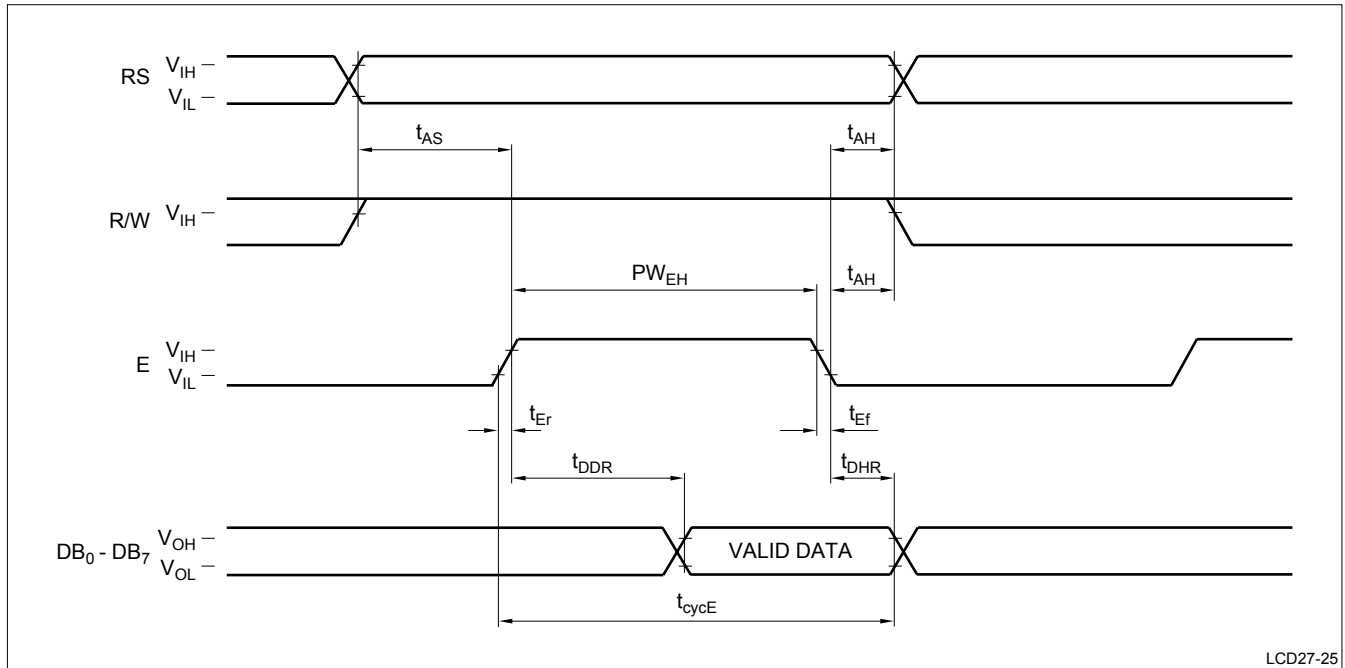 RS
V_IH
V_IL
t_AS
t_AH
R/W
V_IH
PW_EH
t_AH
E
V_IH
V_IL
t_Er
t_Ef
t_DDR
t_DHR
DB_0 - DB_7
V_OH
V_OL
VALID DATA
t_cycE
LCD27-25